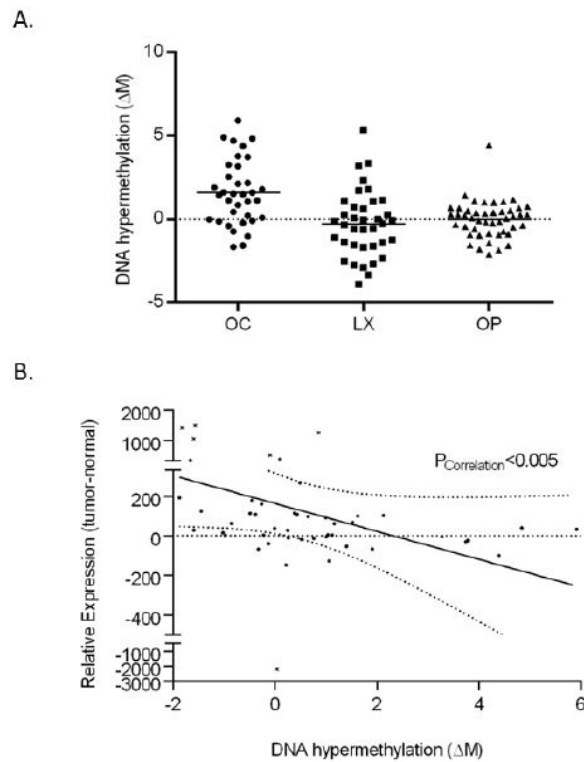 A.
10
5
0
-5
DNA hypermethylation (ΔM)
OC LX OP
B.
2000
1000
200
0
-200
-400
-1000
-2000
-3000
Relative Expression (tumor-normal)
PCorrelation<0.005
-2 0 2 4 6
DNA hypermethylation (ΔM)